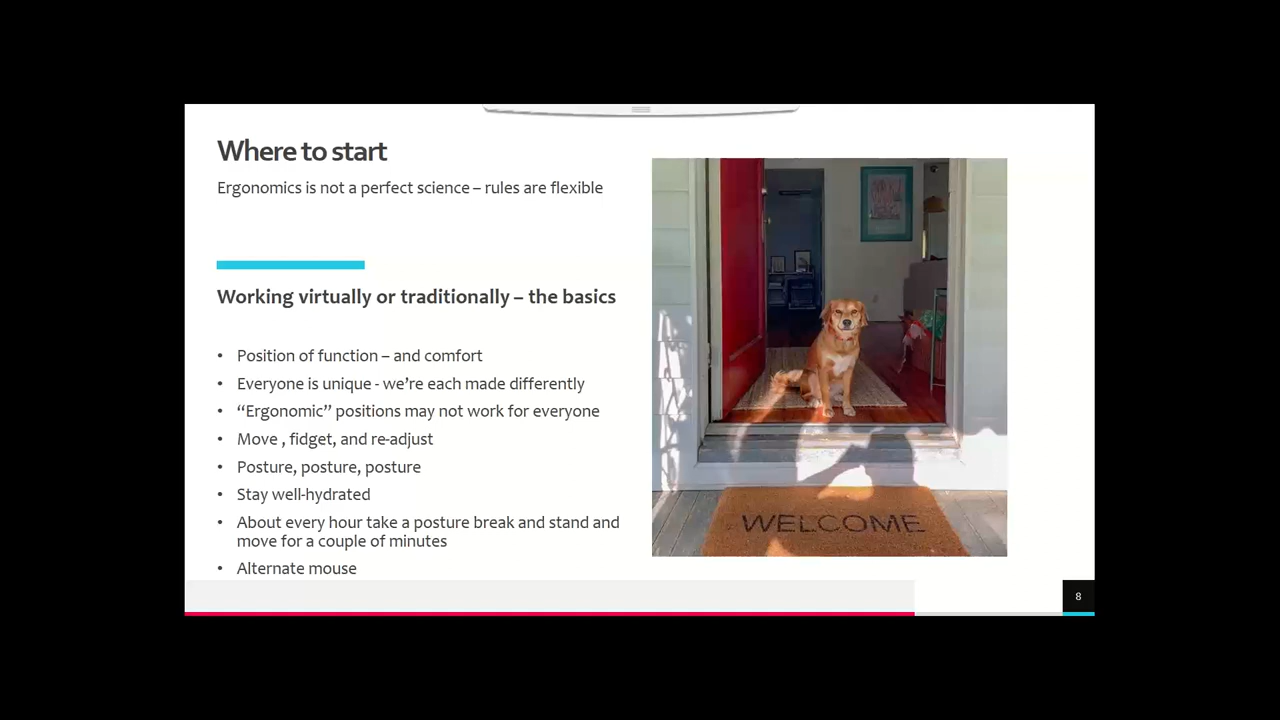 Where to start
Ergonomics is not a perfect science – rules are flexible
Working virtually or traditionally – the basics
• Position of function – and comfort
• Everyone is unique - we’re each made differently
• “Ergonomic” positions may not work for everyone
• Move , fidget, and re-adjust
• Posture, posture, posture
• Stay well-hydrated
• About every hour take a posture break and stand and
move for a couple of minutes
• Alternate mouse
WELCOME
8